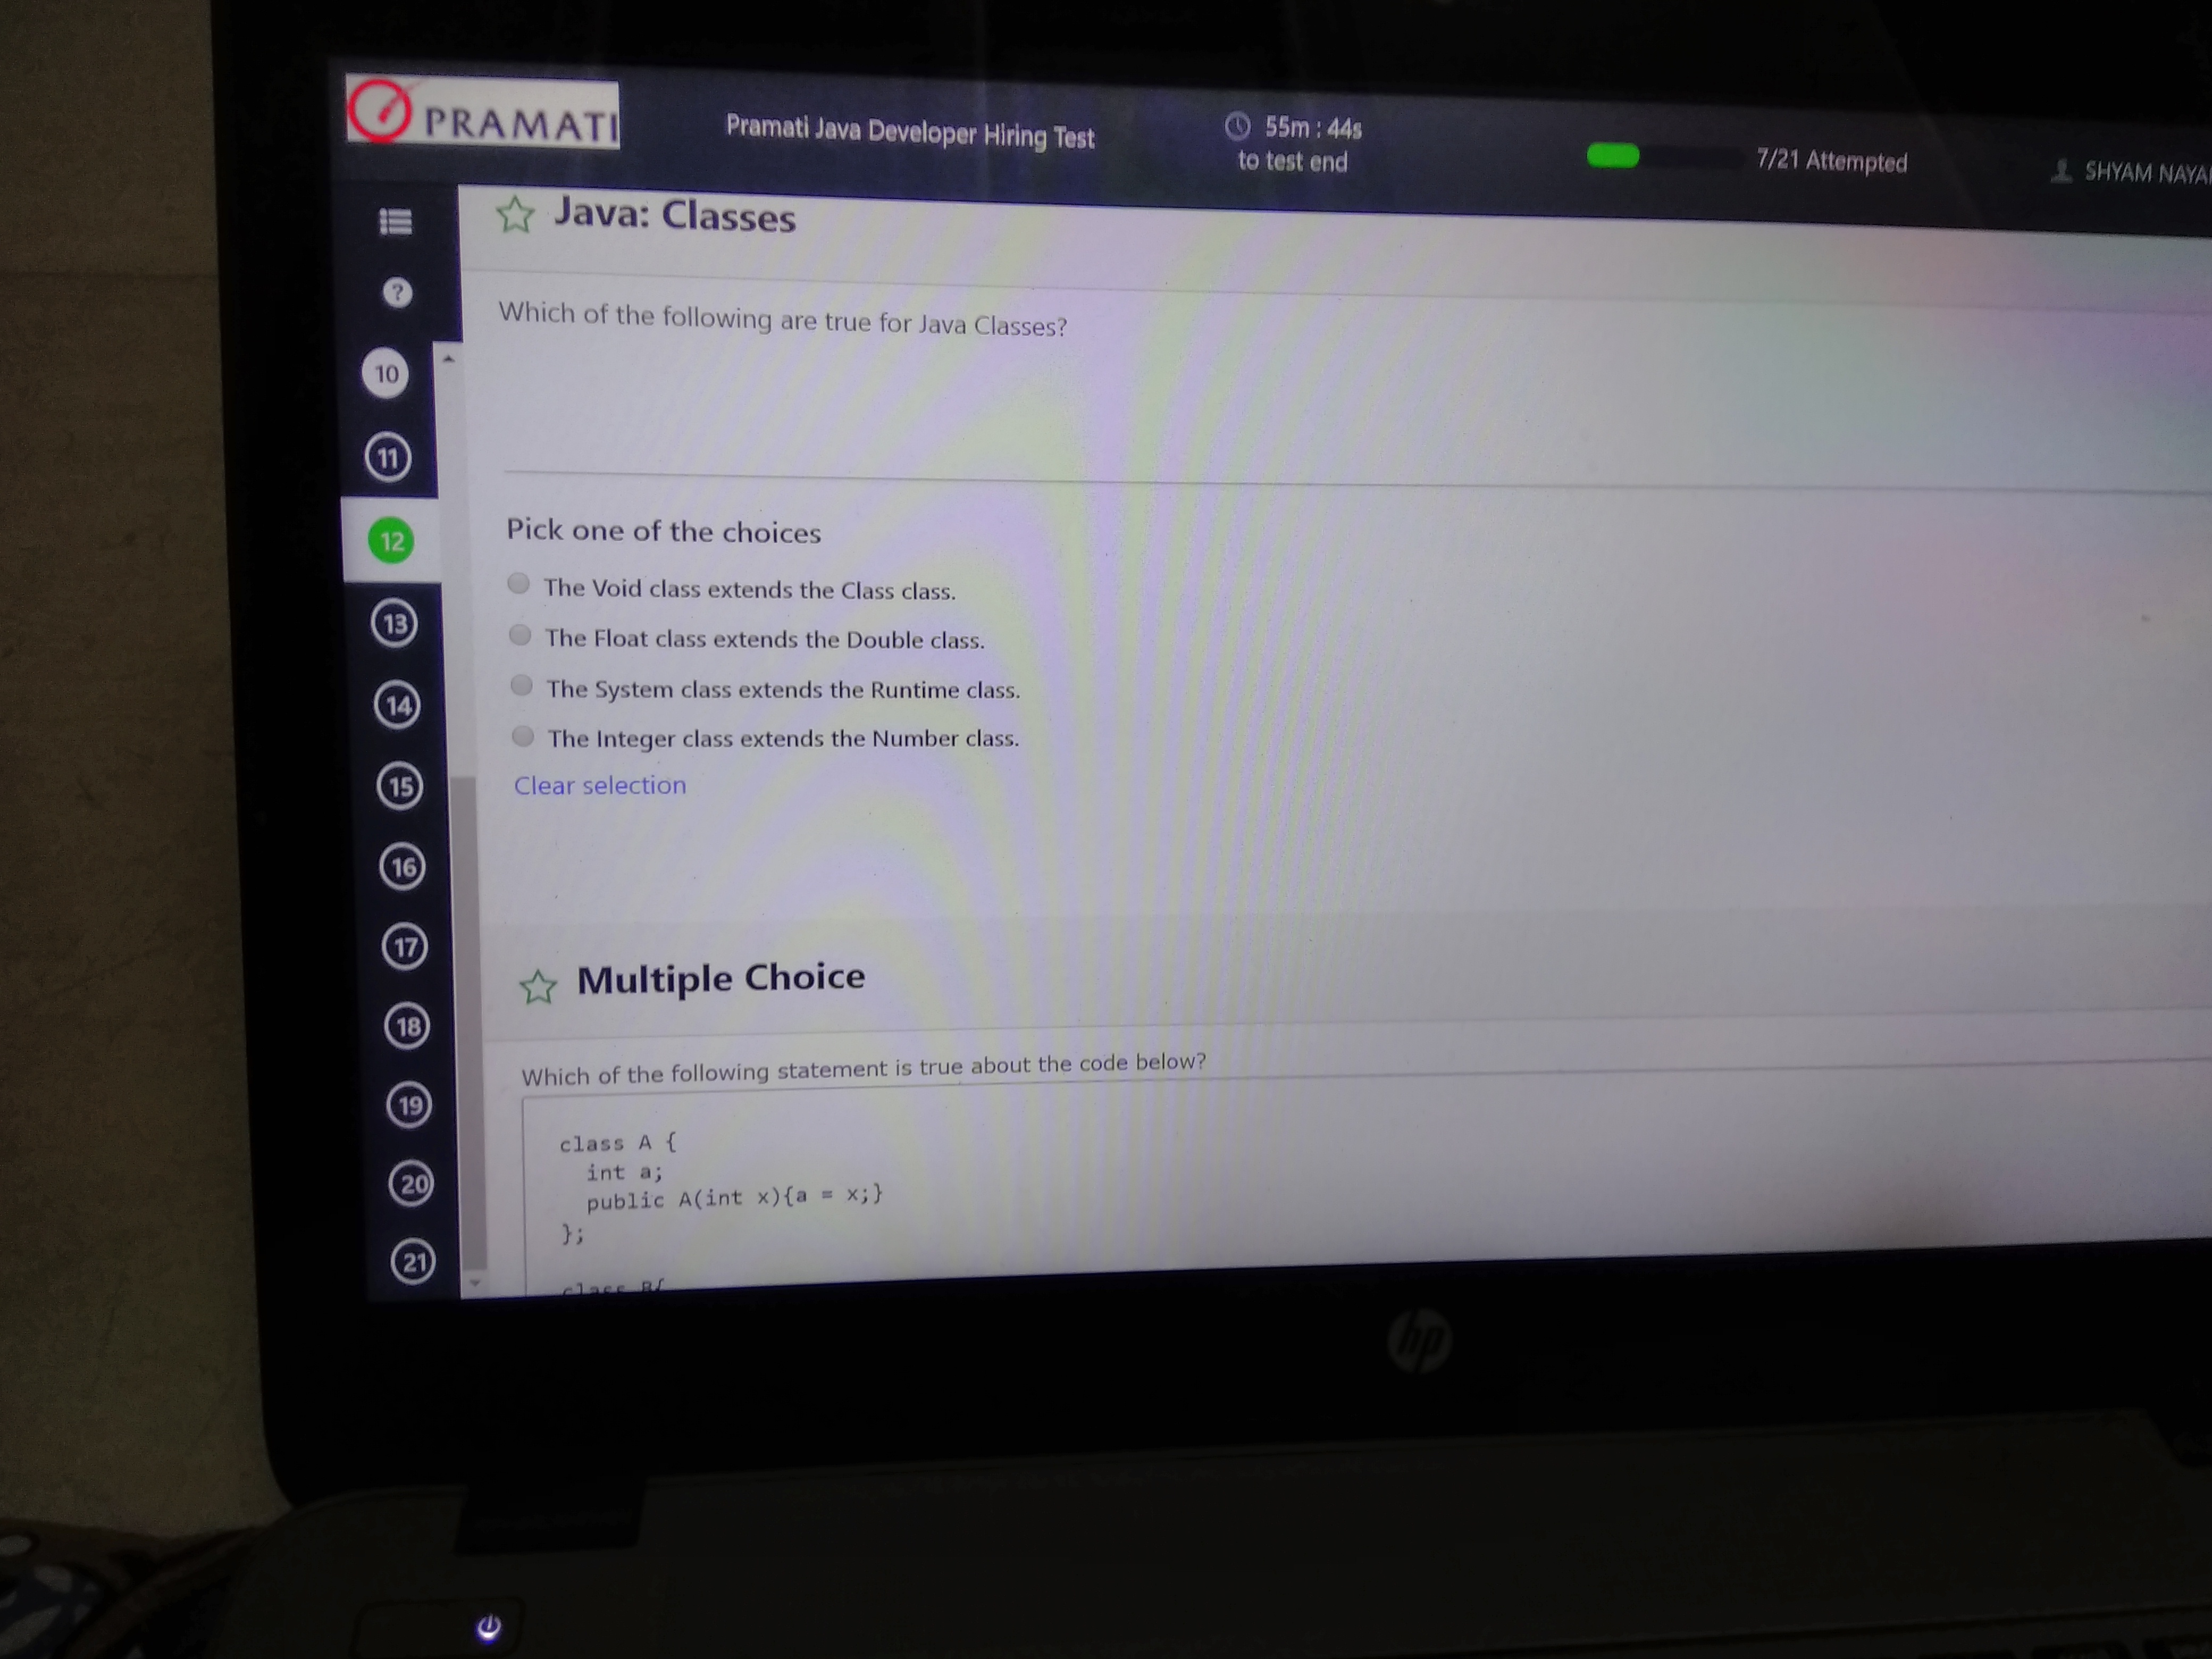 PRAMATI
Pramati Java Developer Hiring Test
55m : 44s
to test end
7/21 Attempted
SHYAM
?
10
11
12
13
14
15
16
17
18
19
20
21
Java: Classes
Which of the following are true for Java Classes?
Pick one of the choices
The Void class extends the Class class.
The Float class extends the Double class.
The System class extends the Runtime class.
The Integer class extends the Number class.
Clear selection
Multiple Choice
Which of the following statement is true about the code below?
class A {
int a;
public A(int x){a = x;}
};
class B{
hp